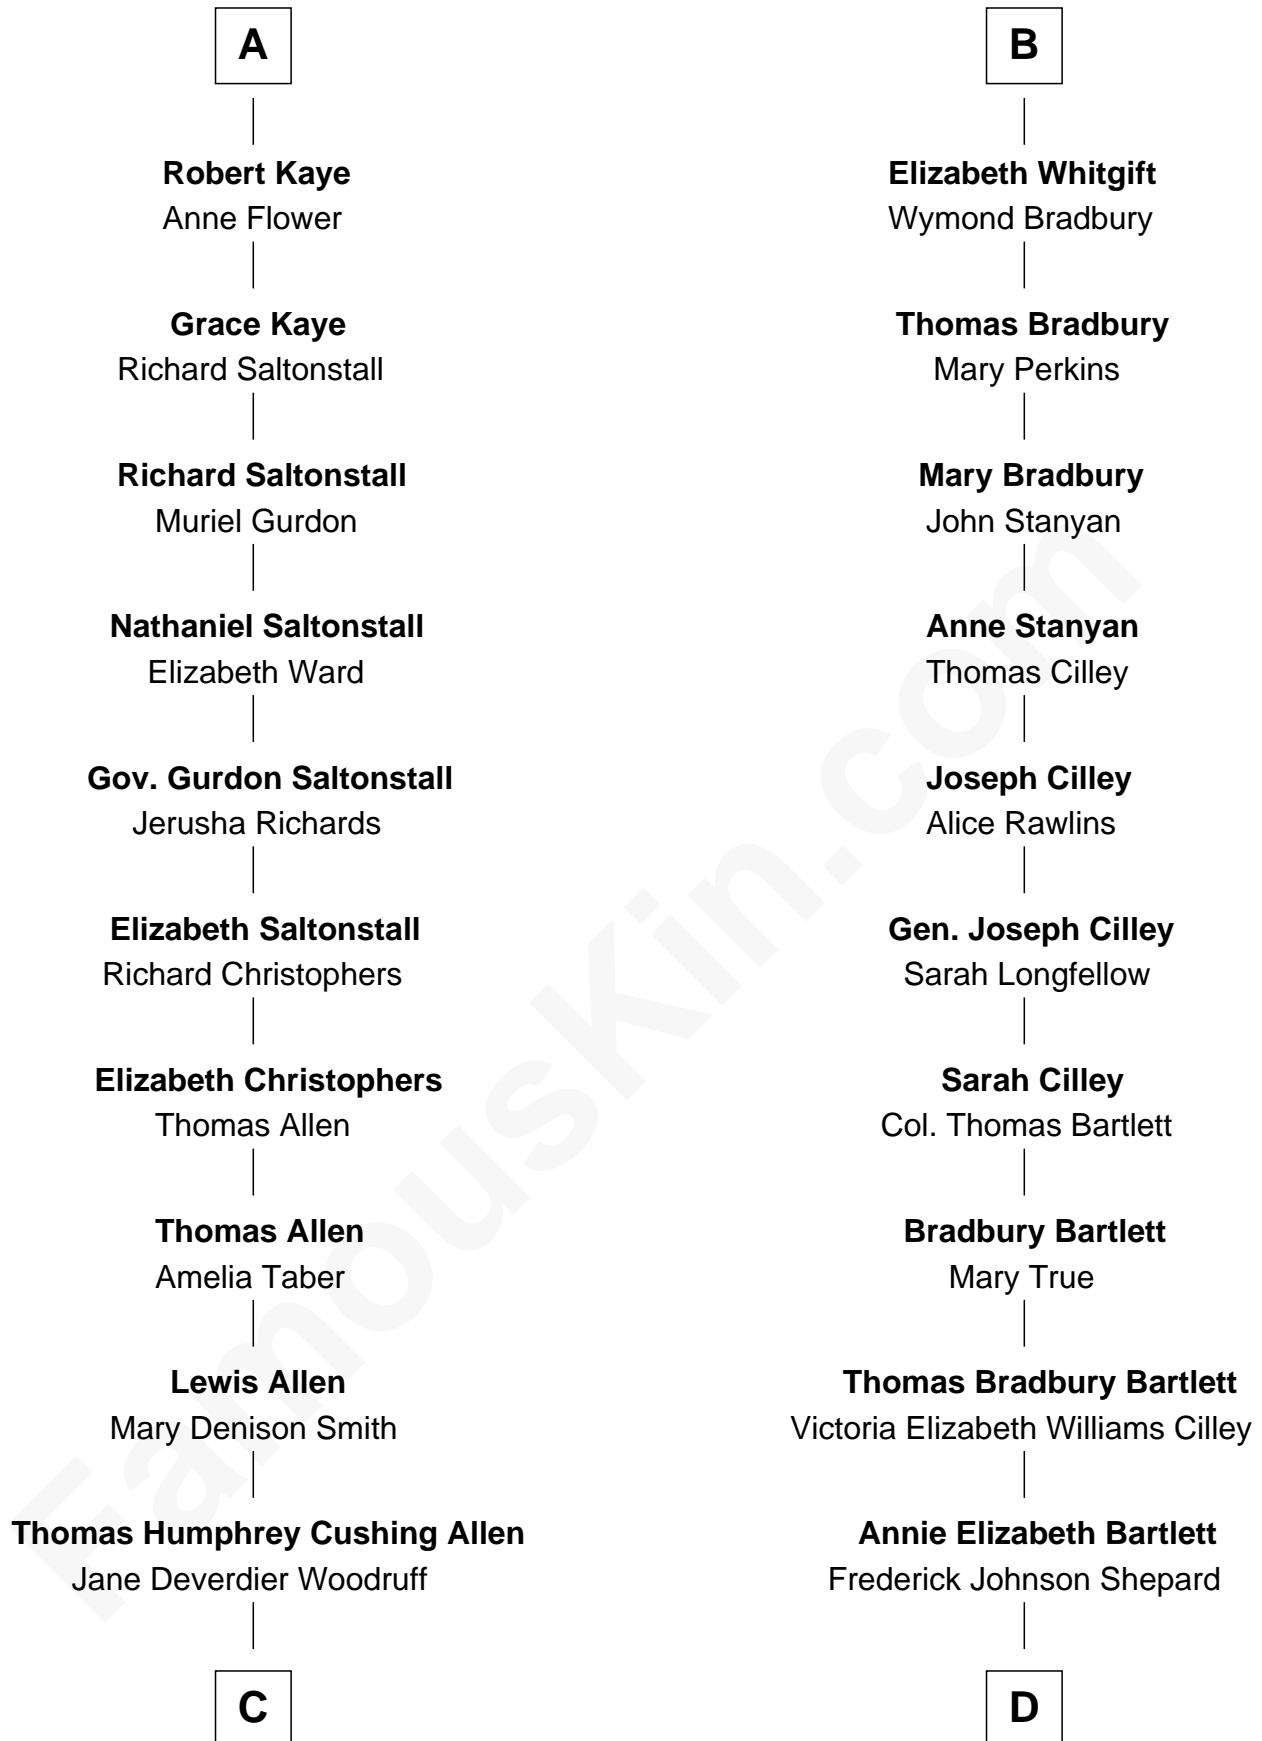 A
Robert Kaye
Anne Flower
Grace Kaye
Richard Saltonstall
Richard Saltonstall
Muriel Gurdon
Nathaniel Saltonstall
Elizabeth Ward
Gov. Gurdon Saltonstall
Jerusha Richards
Elizabeth Saltonstall
Richard Christophers
Elizabeth Christophers
Thomas Allen
Thomas Allen
Amelia Taber
Lewis Allen
Mary Denison Smith
Thomas Humphrey Cushing Allen
Jane Deverdier Woodruff
C
B
Elizabeth Whitgift
Wymond Bradbury
Thomas Bradbury
Mary Perkins
Mary Bradbury
John Stanyan
Anne Stanyan
Thomas Cilley
Joseph Cilley
Alice Rawlins
Gen. Joseph Cilley
Sarah Longfellow
Sarah Cilley
Col. Thomas Bartlett
Bradbury Bartlett
Mary True
Thomas Bradbury Bartlett
Victoria Elizabeth Williams Cilley
Annie Elizabeth Bartlett
Frederick Johnson Shepard
D
FamousKin.com